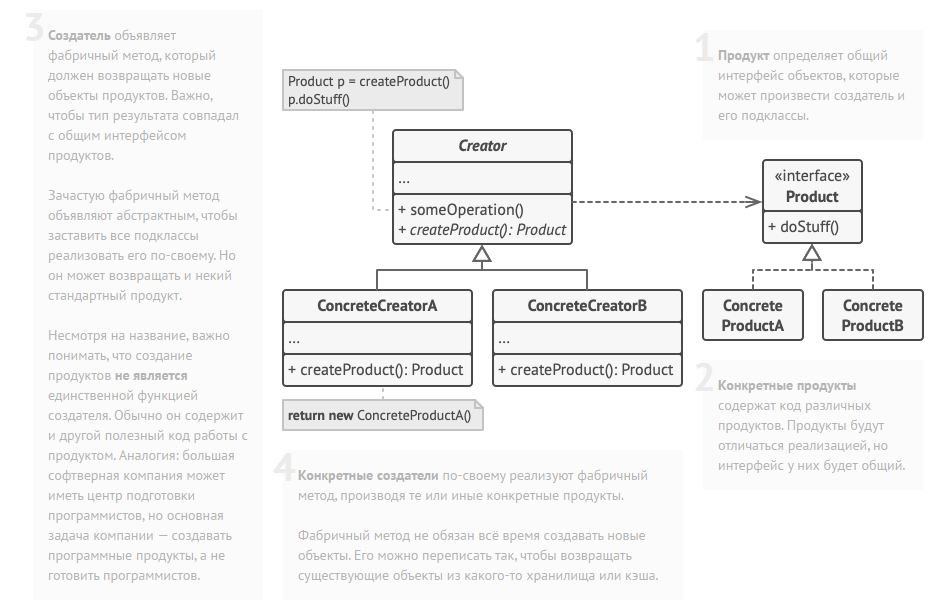 3
Создатель объявляет
фабричный метод, который
должен возвращать новые
объекты продуктов. Важно,
чтобы тип результата совпадал
с общим интерфейсом
продуктов.
Зачастую фабричный метод
объявляют абстрактным, чтобы
заставить все подклассы
реализовать его по-своему. Но
он может возвращать и некий
стандартный продукт.
Несмотря на название, важно
понимать, что создание
продуктов не является
единственной функцией
создателя. Обычно он содержит
и другой полезный код работы с
продуктом. Аналогия: большая
софтверная компания может
иметь центр подготовки
программистов, но основная
задача компании — создавать
программные продукты, а не
готовить программистов.
Product p = createProduct()
p.doStuff()
Creator
...
+ someOperation()
+ createProduct(): Product
ConcreteCreatorA
...
+ createProduct(): Product
ConcreteCreatorB
...
+ createProduct(): Product
return new ConcreteProductA()
1
Продукт определяет общий
интерфейс объектов, которые
может произвести создатель и
его подклассы.
«interface»
Product
+ doStuff()
Concrete
ProductA
Concrete
ProductB
2
Конкретные продукты
содержат код различных
продуктов. Продукты будут
отличаться реализацией, но
интерфейс у них будет общий.
4
Конкретные создатели по-своему реализуют фабричный
метод, производя те или иные конкретные продукты.
Фабричный метод не обязан всё время создавать новые
объекты. Его можно переписать так, чтобы возвращать
существующие объекты из какого-то хранилища или кэша.